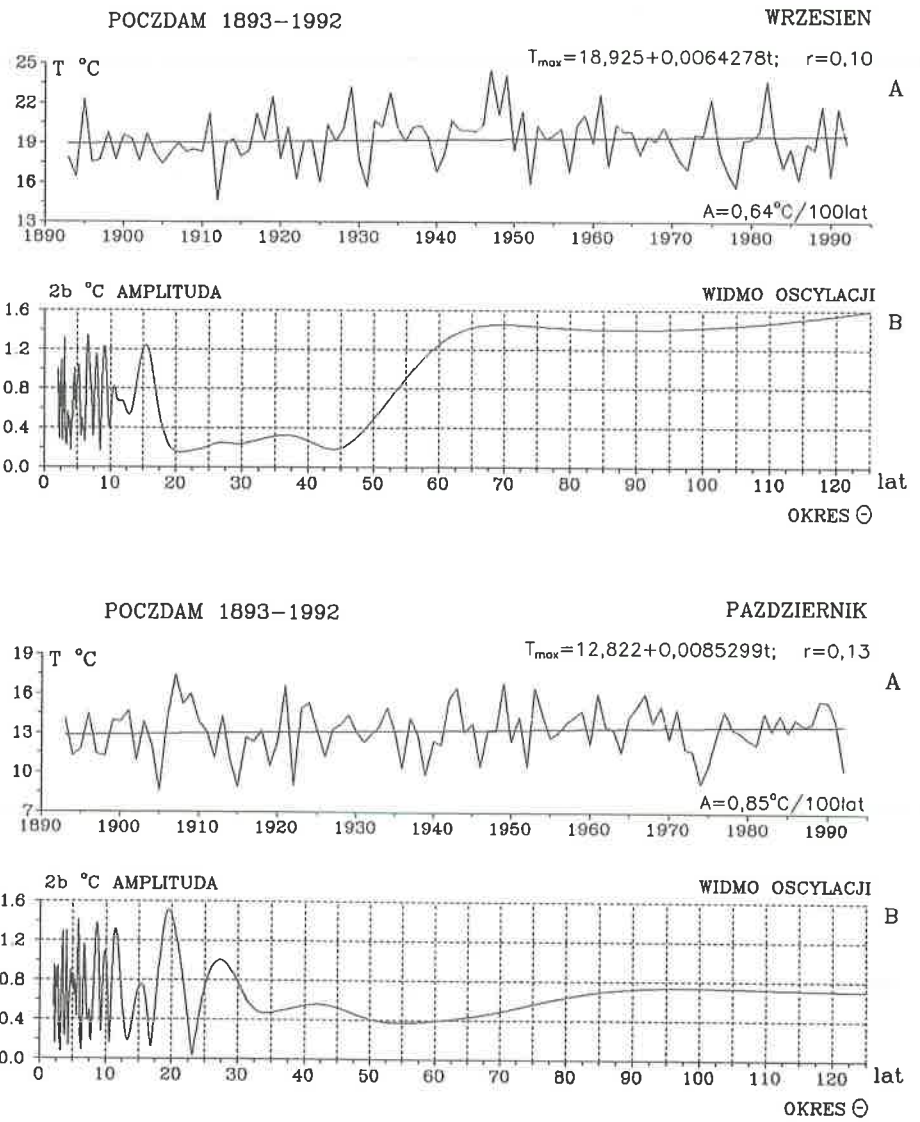 POCZDAM 1893–1992 WRZESIEN
T_max=18,925+0,0064278t; r=0,10
T °C
A
25
22
19
16
13
A=0,64°C/100lat
1890 1900 1910 1920 1930 1940 1950 1960 1970 1980 1990
2b °C AMPLITUDA WIDMO OSCYLACJI
B
1.6
1.2
0.8
0.4
0.0
0 10 20 30 40 50 60 70 80 90 100 110 120 lat
OKRES Θ
POCZDAM 1893–1992 PAZDZIERNIK
T_max=12,822+0,0085299t; r=0,13
T °C
A
19
16
13
10
7
A=0,85°C/100lat
1890 1900 1910 1920 1930 1940 1950 1960 1970 1980 1990
2b °C AMPLITUDA WIDMO OSCYLACJI
B
1.6
1.2
0.8
0.4
0.0
0 10 20 30 40 50 60 70 80 90 100 110 120 lat
OKRES Θ